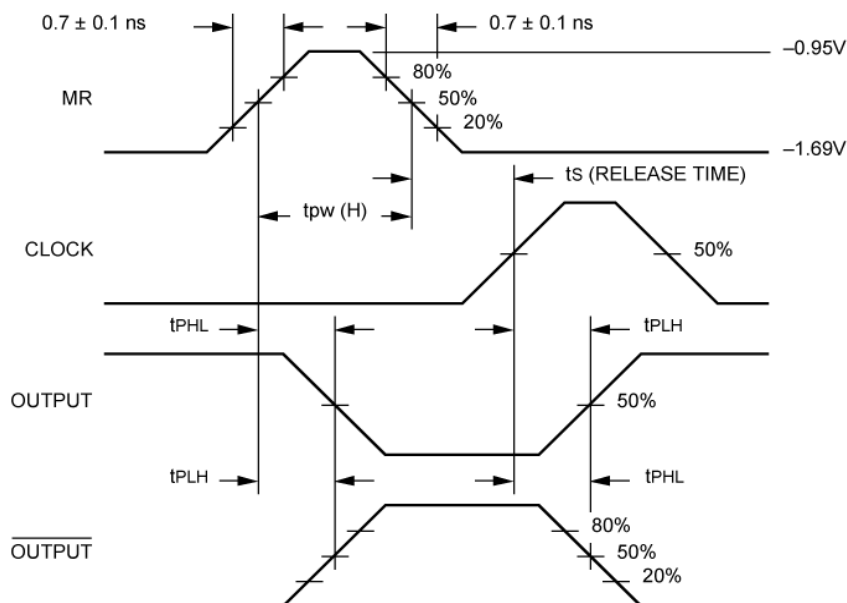 0.7 ± 0.1 ns
0.7 ± 0.1 ns
–0.95V
80%
MR
50%
20%
–1.69V
tS (RELEASE TIME)
tpw (H)
CLOCK
50%
tPHL
tPLH
OUTPUT
50%
tPLH
tPHL
80%
OUTPUT
50%
20%